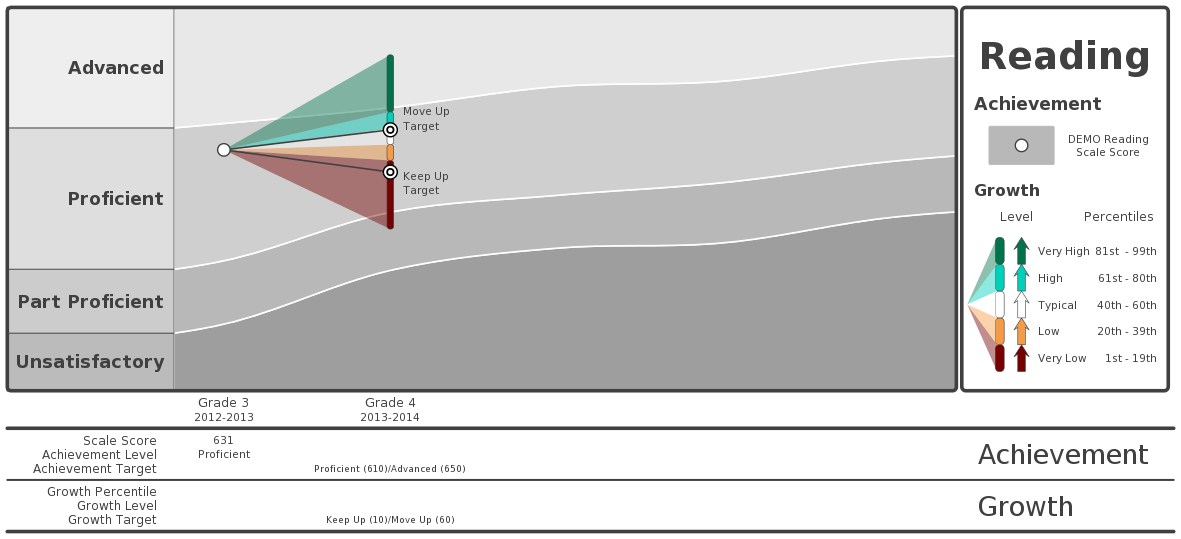 Advanced
Proficient
Part Proficient
Unsatisfactory
Move Up
Target
Keep Up
Target
Reading
Achievement
DEMO Reading
Scale Score
Growth
Level Percentiles
Very High 81st - 99th
High 61st - 80th
Typical 40th - 60th
Low 20th - 39th
Very Low 1st - 19th
Grade 3 Grade 4
2012-2013 2013-2014
Scale Score 631
Achievement Level Proficient
Achievement Target Proficient (610)/Advanced (650)
Achievement
Growth Percentile
Growth Level
Growth Target Keep Up (10)/Move Up (60)
Growth